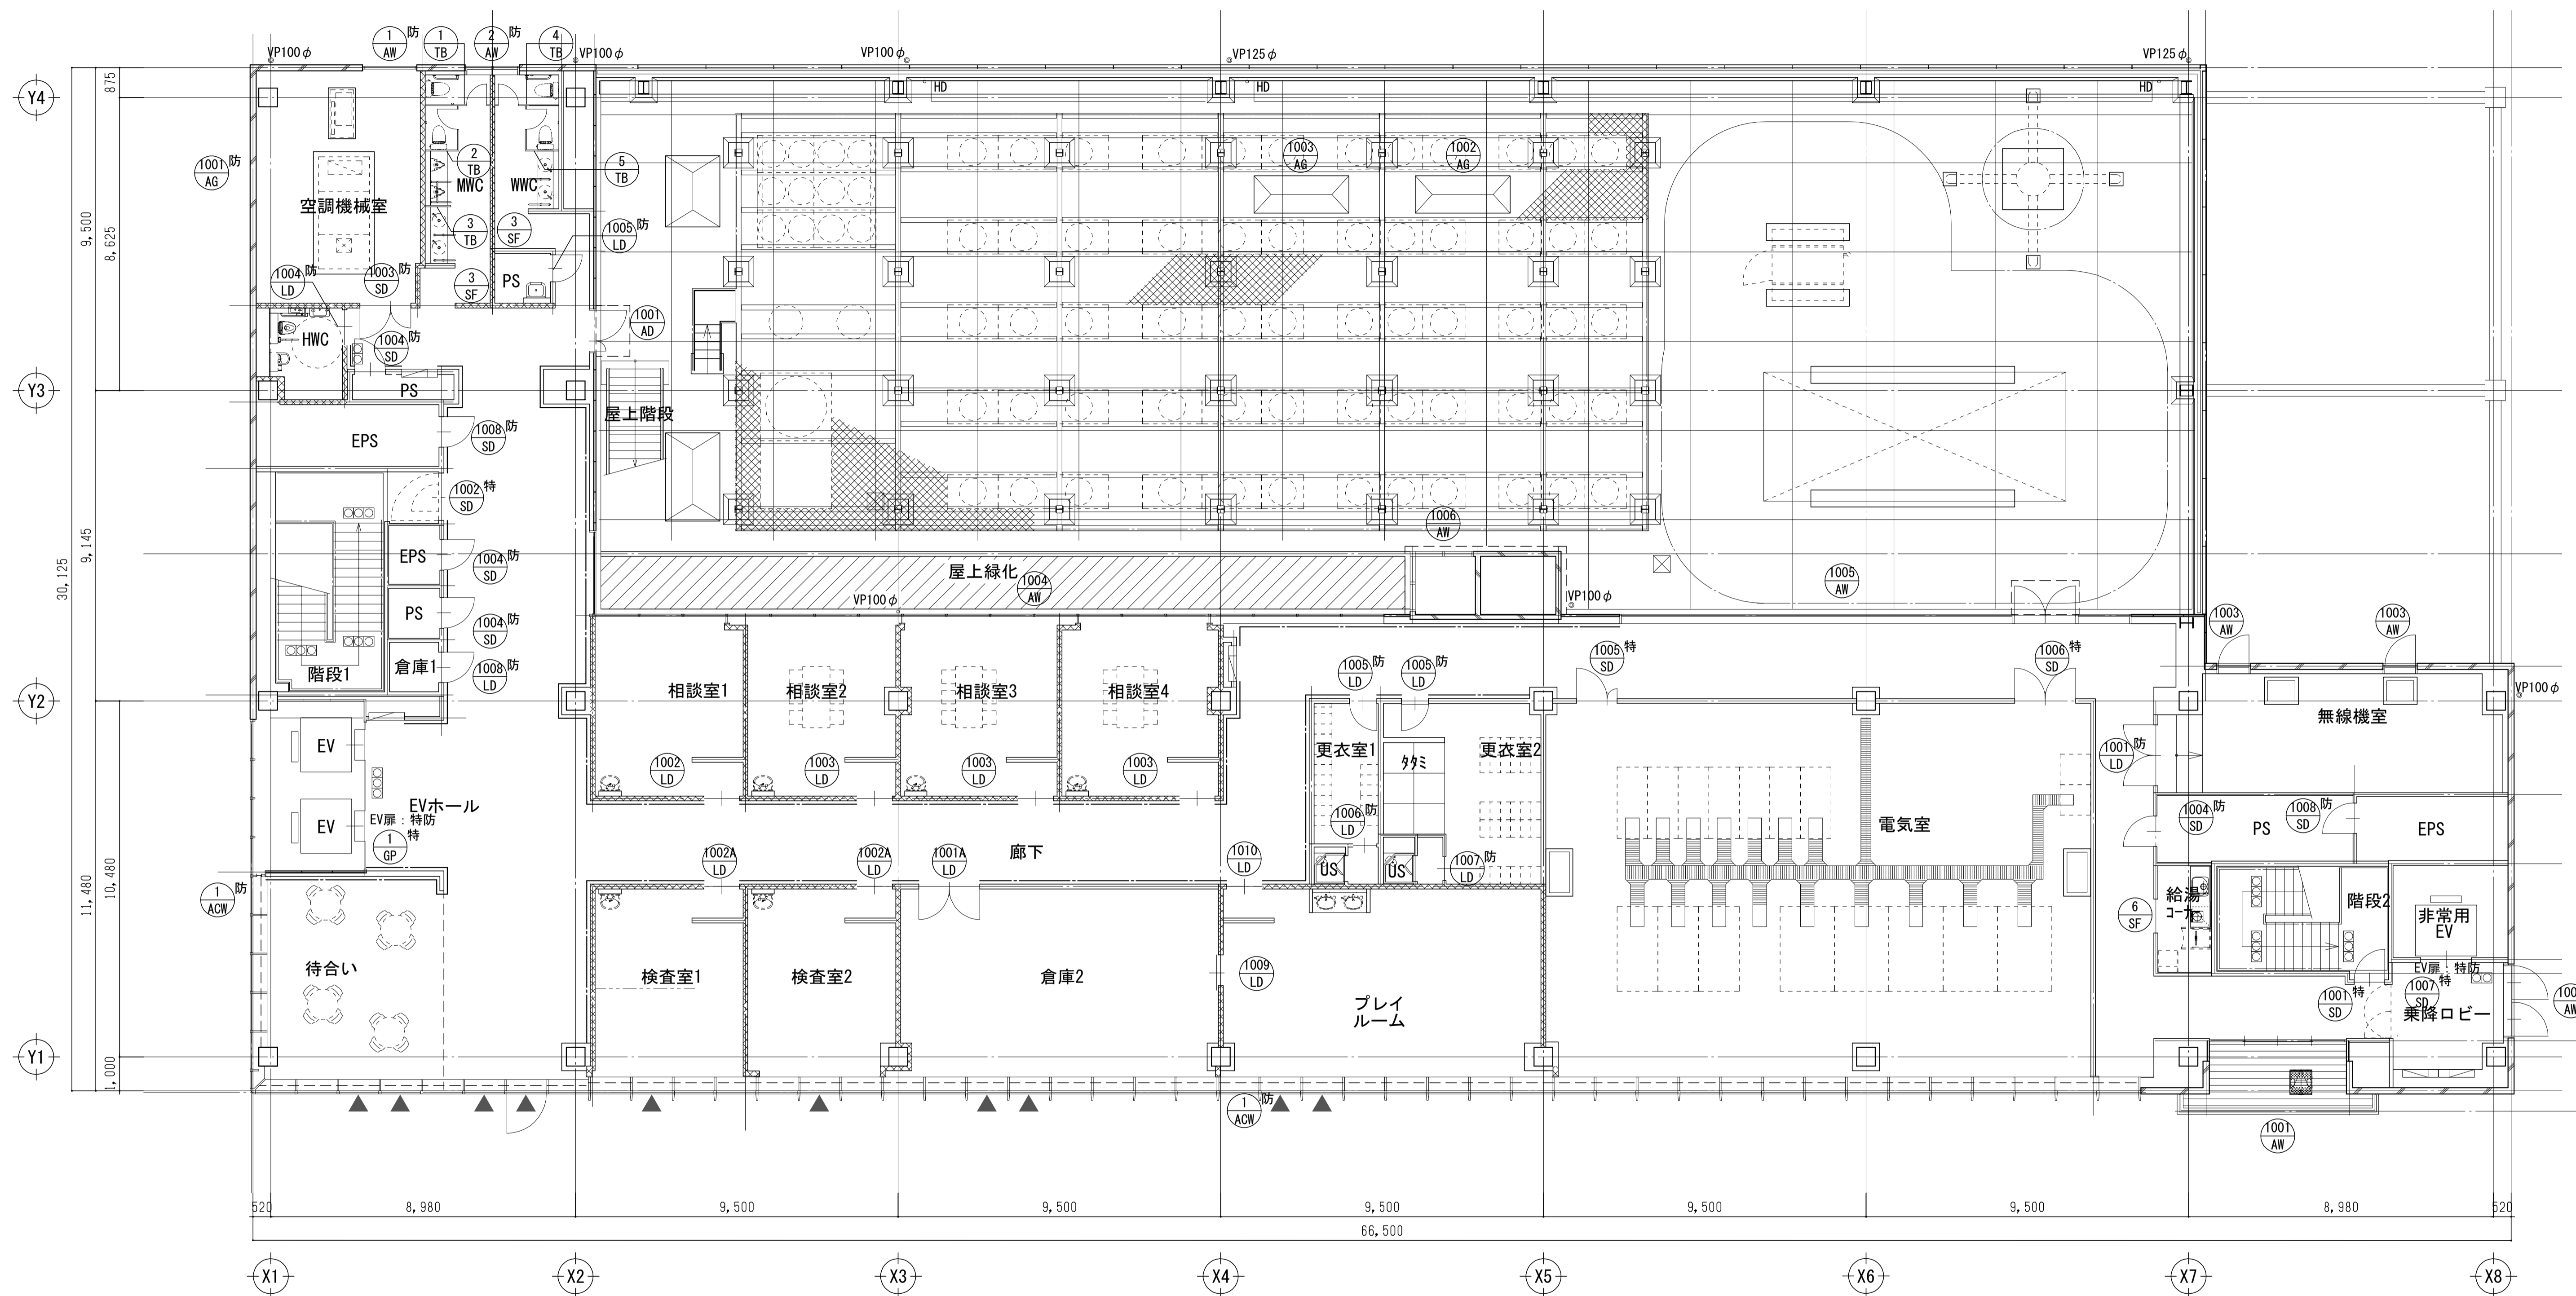 1 AW 防
1 TB
2 AW 防
4 TB
VP100φ
VP100φ
VP100φ
VP125φ
VP125φ
HD
HD
HD
Y4
875
1001 AG 防
空調機械室
2 TB
MWC
WWC
5 TB
3 TB
3 SF
1005 LD 防
1003 AG
1002 AG
9,500
8,625
1004 LD 防
1003 SD 防
3 SF
PS
1001 AD
HWC
1004 SD 防
Y3
PS
屋上階段
EPS
1008 SD 防
1002 SD 特
1006 AW
30,125
9,145
EPS
1004 SD 防
屋上緑化
1004 AW
1005 AW
VP100φ
VP100φ
PS
1004 SD 防
1003 AW
1003 AW
階段1
倉庫1
1008 LD 防
相談室1
相談室2
相談室3
相談室4
1005 LD 防
1005 LD 防
1005 SD 特
1006 SD 特
Y2
VP100φ
無線機室
EV
更衣室1
更衣室2
タタミ
1001 LD 防
1002 LD
1003 LD
1003 LD
1003 LD
EVホール
EV
EV扉:特防
1 GP 特
1006 LD 防
電気室
1004 SD 防
1008 SD 防
PS
EPS
廊下
1002A LD
1002A LD
1001A LD
1010 LD
US
US
1007 LD 防
11,480
10,480
1 ACW 防
給湯
コーナー
6 SF
階段2
非常用
EV
待合い
検査室1
検査室2
倉庫2
1009 LD
プレイ
ルーム
EV扉:特防
1001 SD 特
1007 SD 特
乗降ロビー
Y1
1,000
1 ACW 防
1001 AW
520
8,980
9,500
9,500
9,500
9,500
9,500
8,980
520
66,500
X1
X2
X3
X4
X5
X6
X7
X8